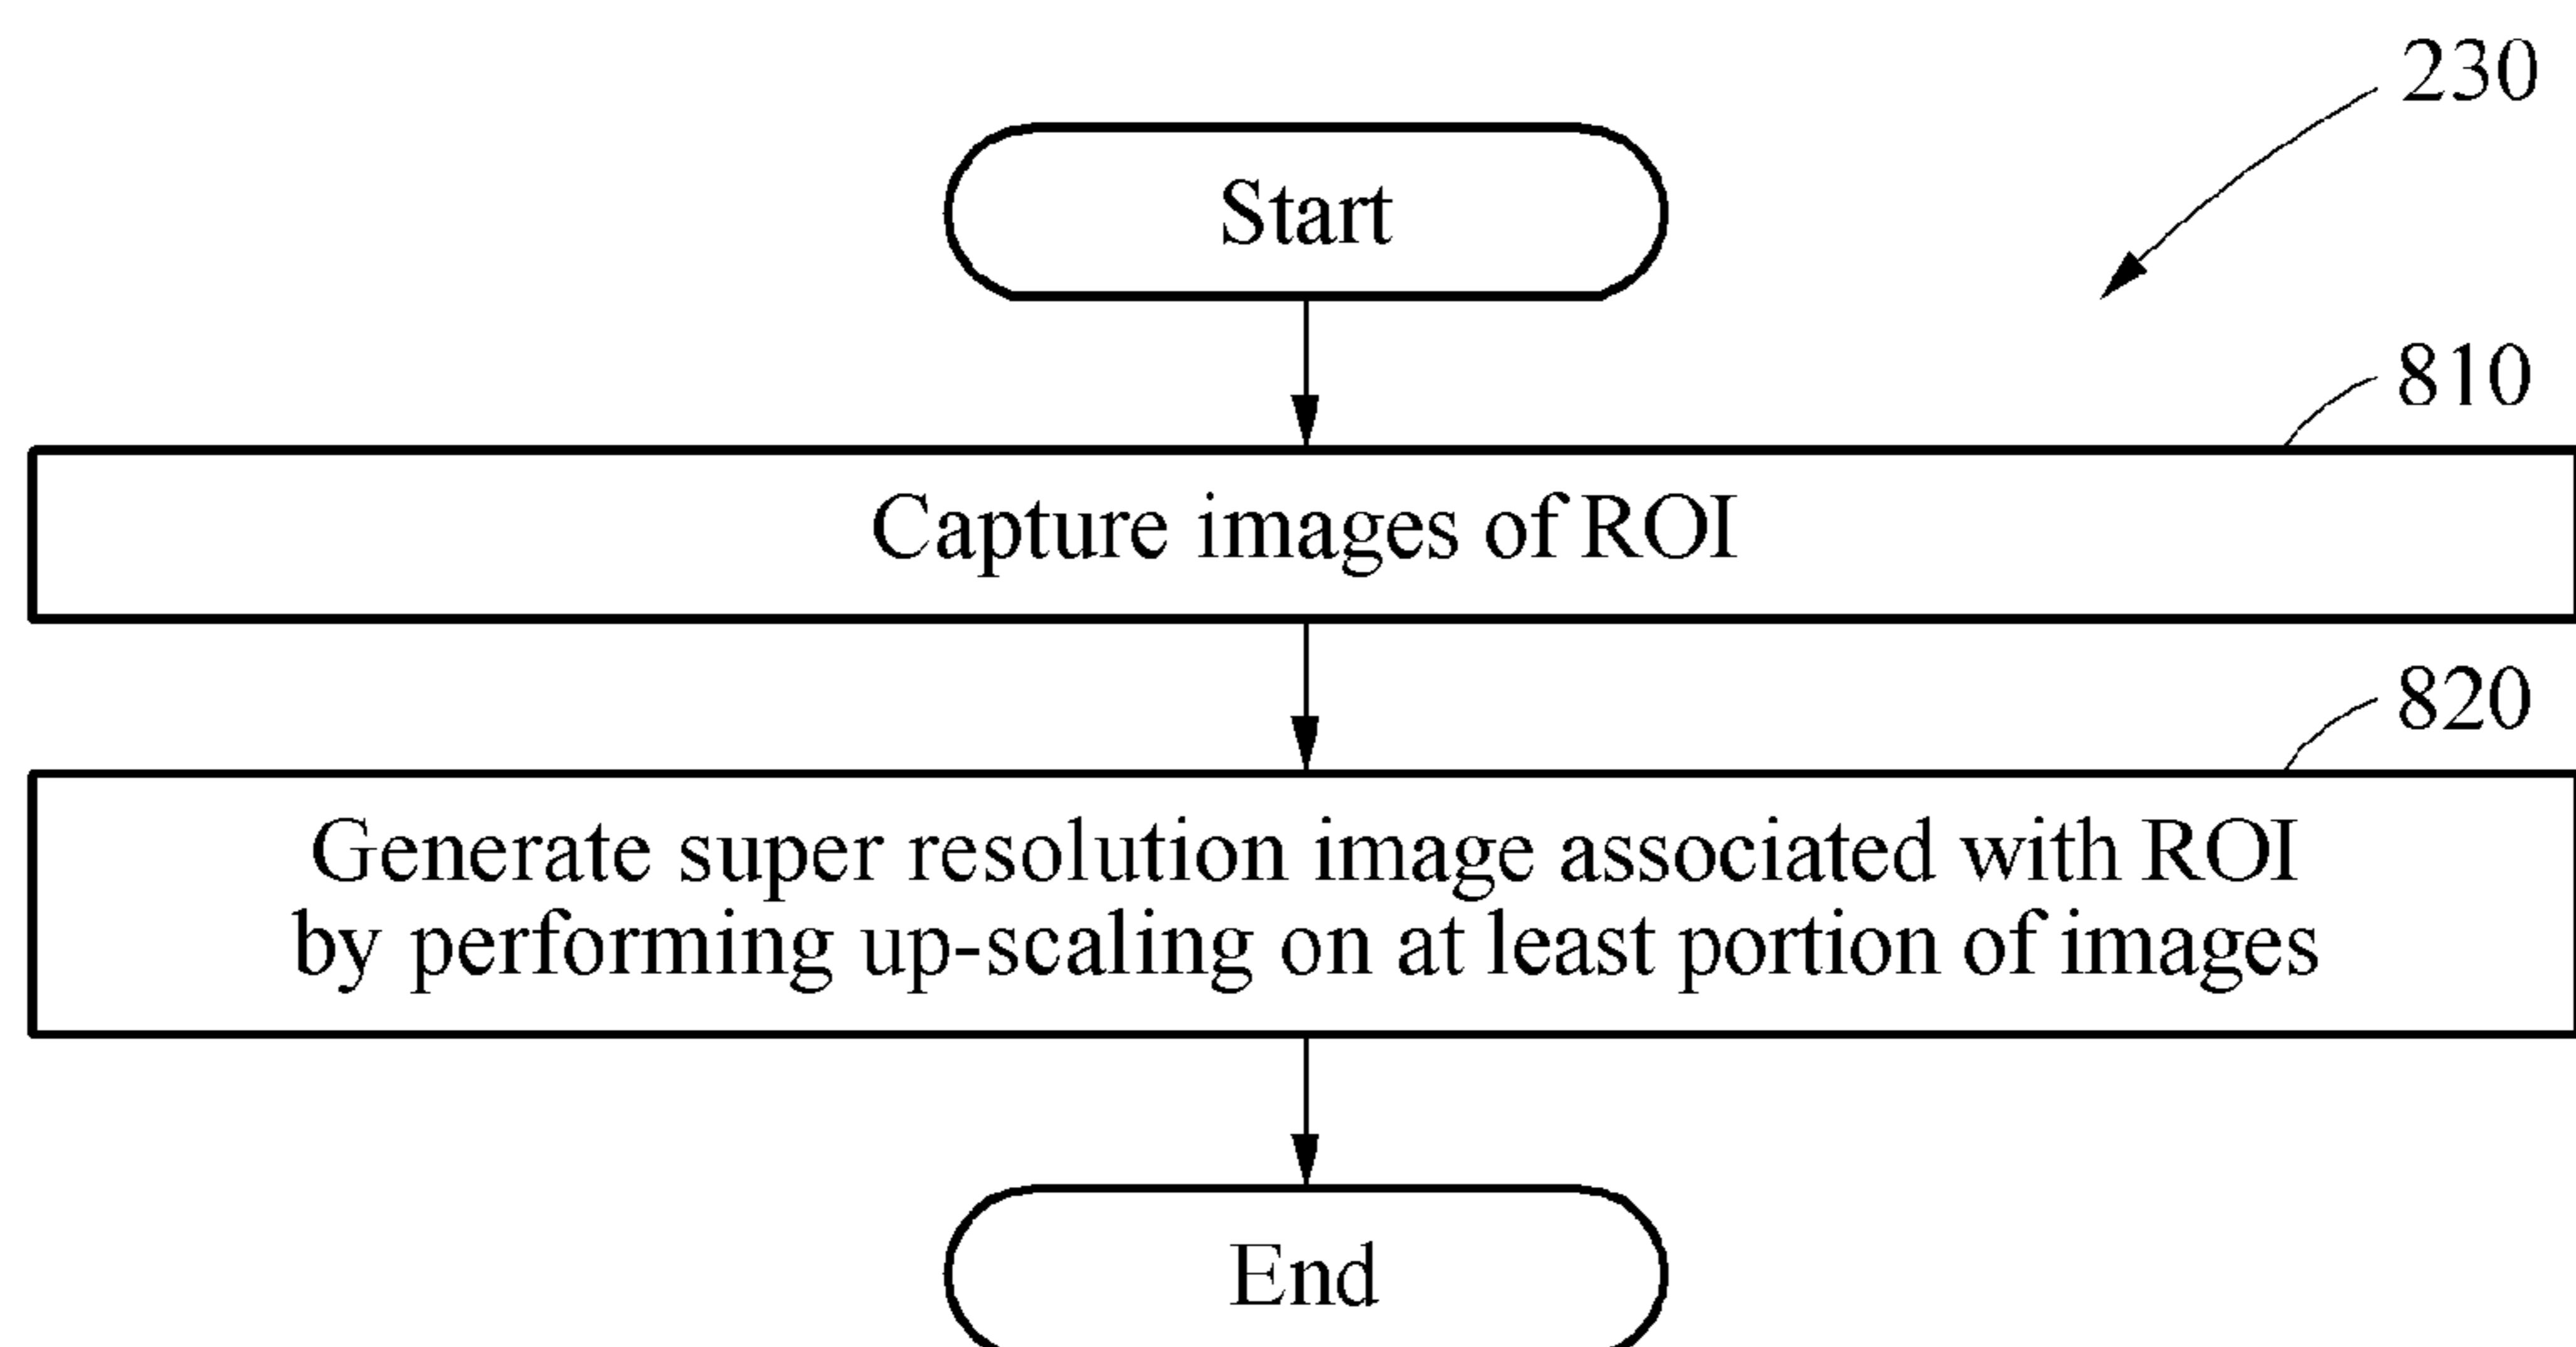 230
Start
810
Capture images of ROI
820
Generate super resolution image associated with ROI
by performing up-scaling on at least portion of images
End